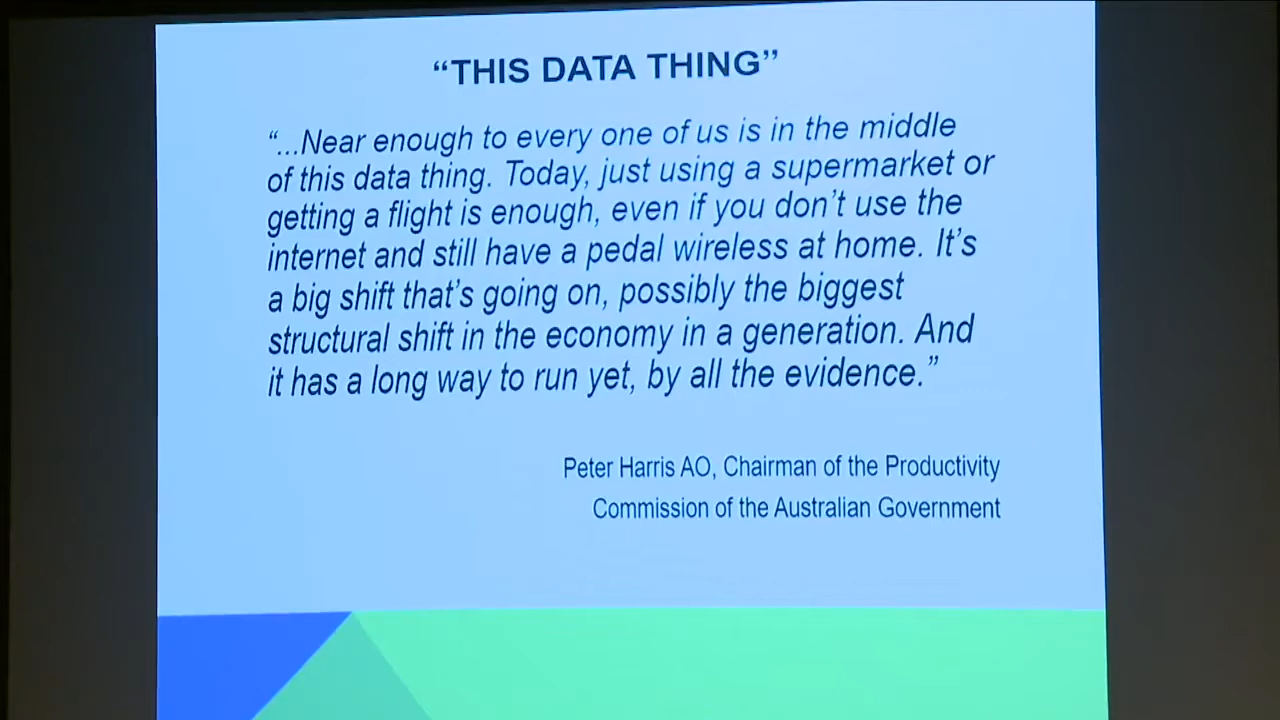 “THIS DATA THING”
“...Near enough to every one of us is in the middle
of this data thing. Today, just using a supermarket or
getting a flight is enough, even if you don’t use the
internet and still have a pedal wireless at home. It’s
a big shift that’s going on, possibly the biggest
structural shift in the economy in a generation. And
it has a long way to run yet, by all the evidence.”
Peter Harris AO, Chairman of the Productivity
Commission of the Australian Government